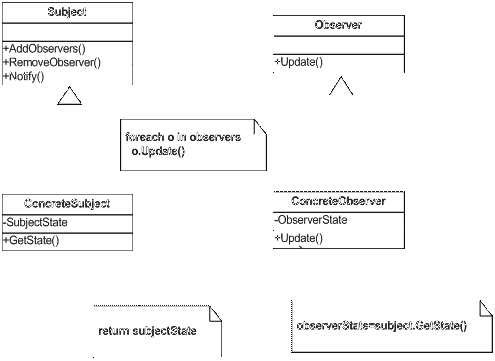 Subject
+AddObservers()
+RemoveObserver()
+Notify()
Observer
+Update()
foreach o in observers
o.Update()
ConcreteSubject
-SubjectState
+GetState()
ConcreteObserver
-ObserverState
+Update()
return subjectState
observerState=subject.GetState()